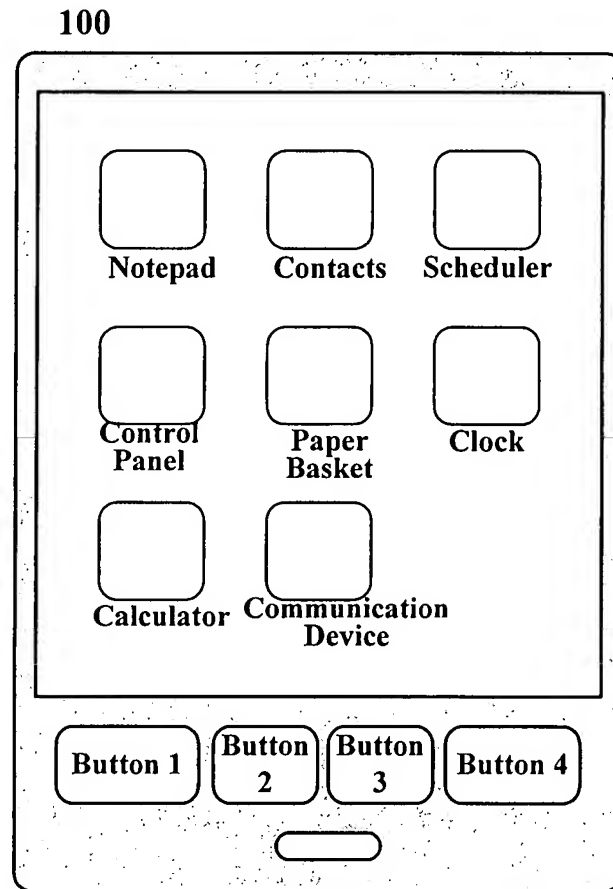 100
Notepad Contacts Scheduler
Control Paper Clock
Panel Basket
Calculator Communication
Device
Button 1 Button Button Button 4
2 3